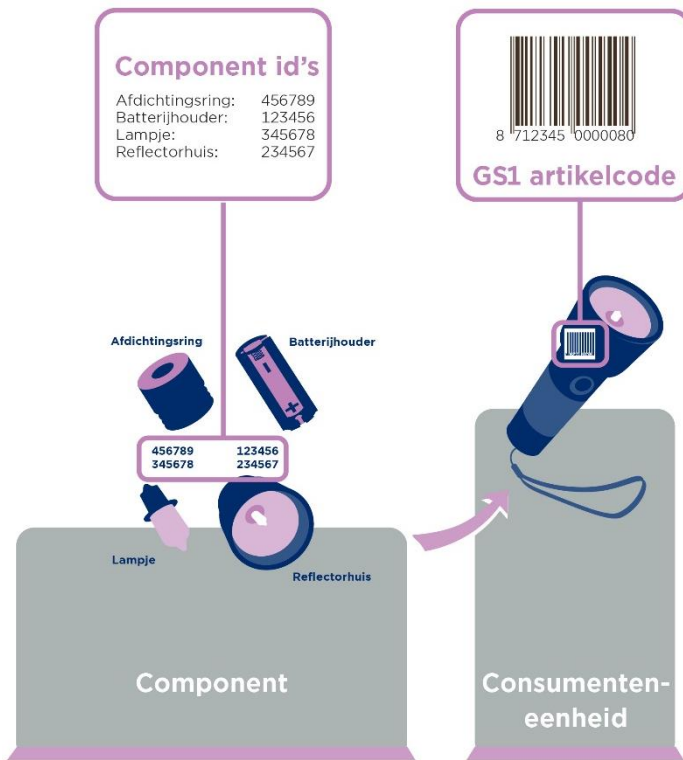 Component id's
Afdichtingsring: 456789
Batterijhouder: 123456
Lampje: 345678
Reflectorhuis: 234567
8 712345 0000080
GS1 artikelcode
Afdichtingsring
Batterijhouder
456789 123456
345678 234567
Lampje
Reflectorhuis
Component
Consumenten-
eenheid